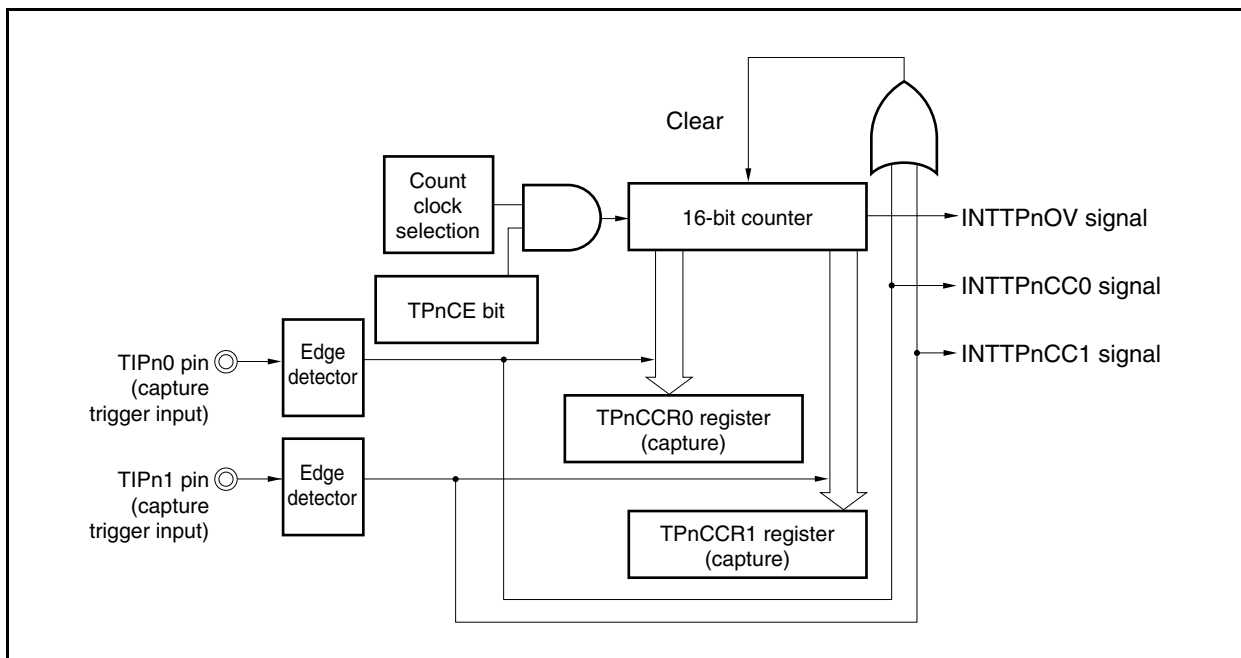 Clear
Count
clock
selection
16-bit counter
INTTPnOV signal
TPnCE bit
INTTPnCC0 signal
INTTPnCC1 signal
TIPn0 pin
(capture
trigger input)
Edge
detector
TPnCCR0 register
(capture)
TIPn1 pin
(capture
trigger input)
Edge
detector
TPnCCR1 register
(capture)